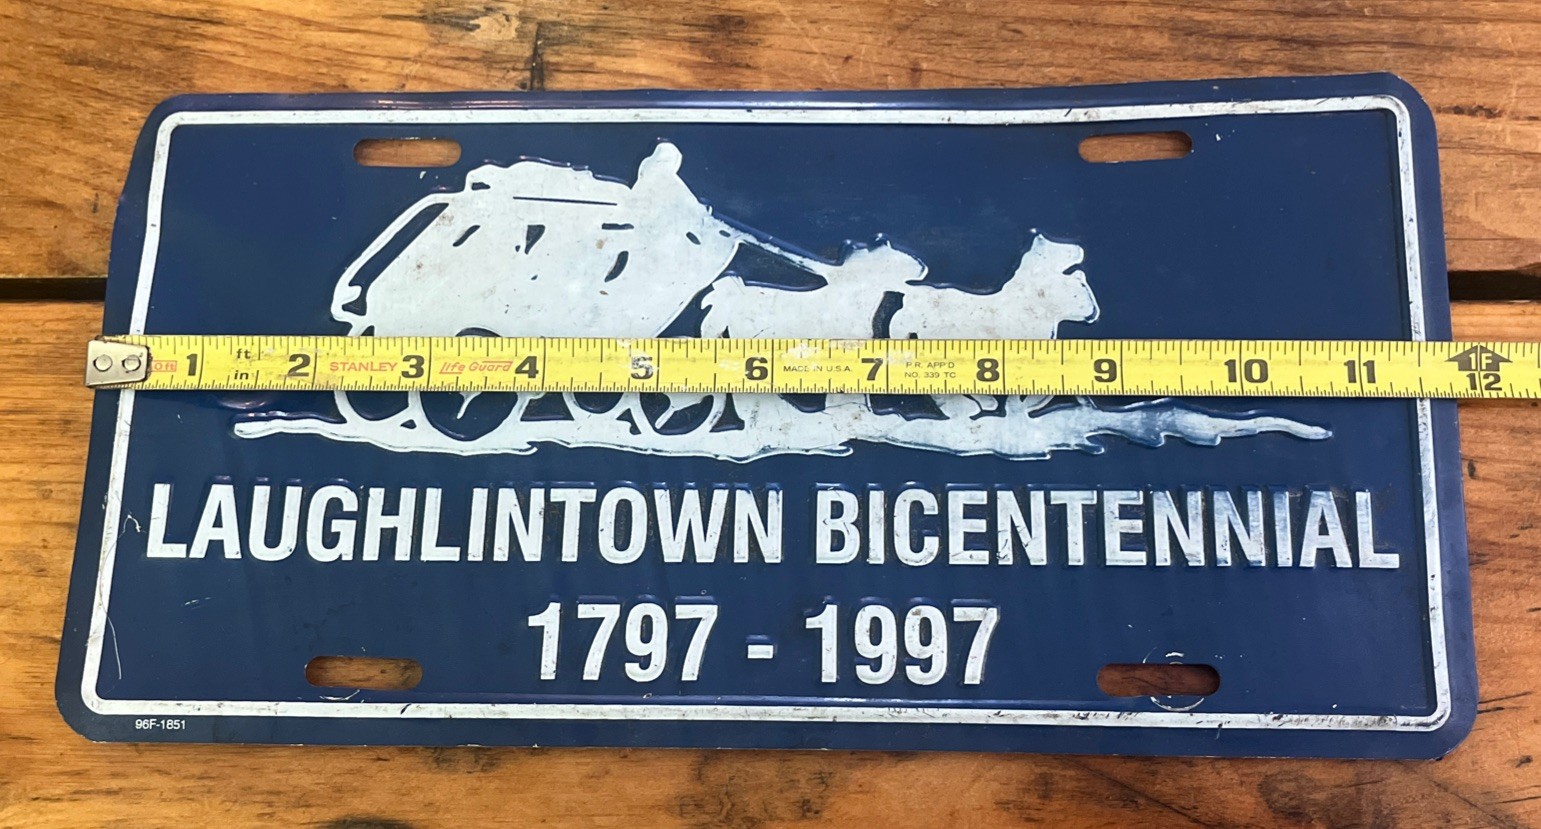 1 ft in 2 STANLEY 3 Life Guard 4 5 6 MADE IN U.S.A. 7 P.R. APP'D NO. 339 TC 8 9 10 11 1F 12
LAUGHLINTOWN BICENTENNIAL
1797 - 1997
96F-1851